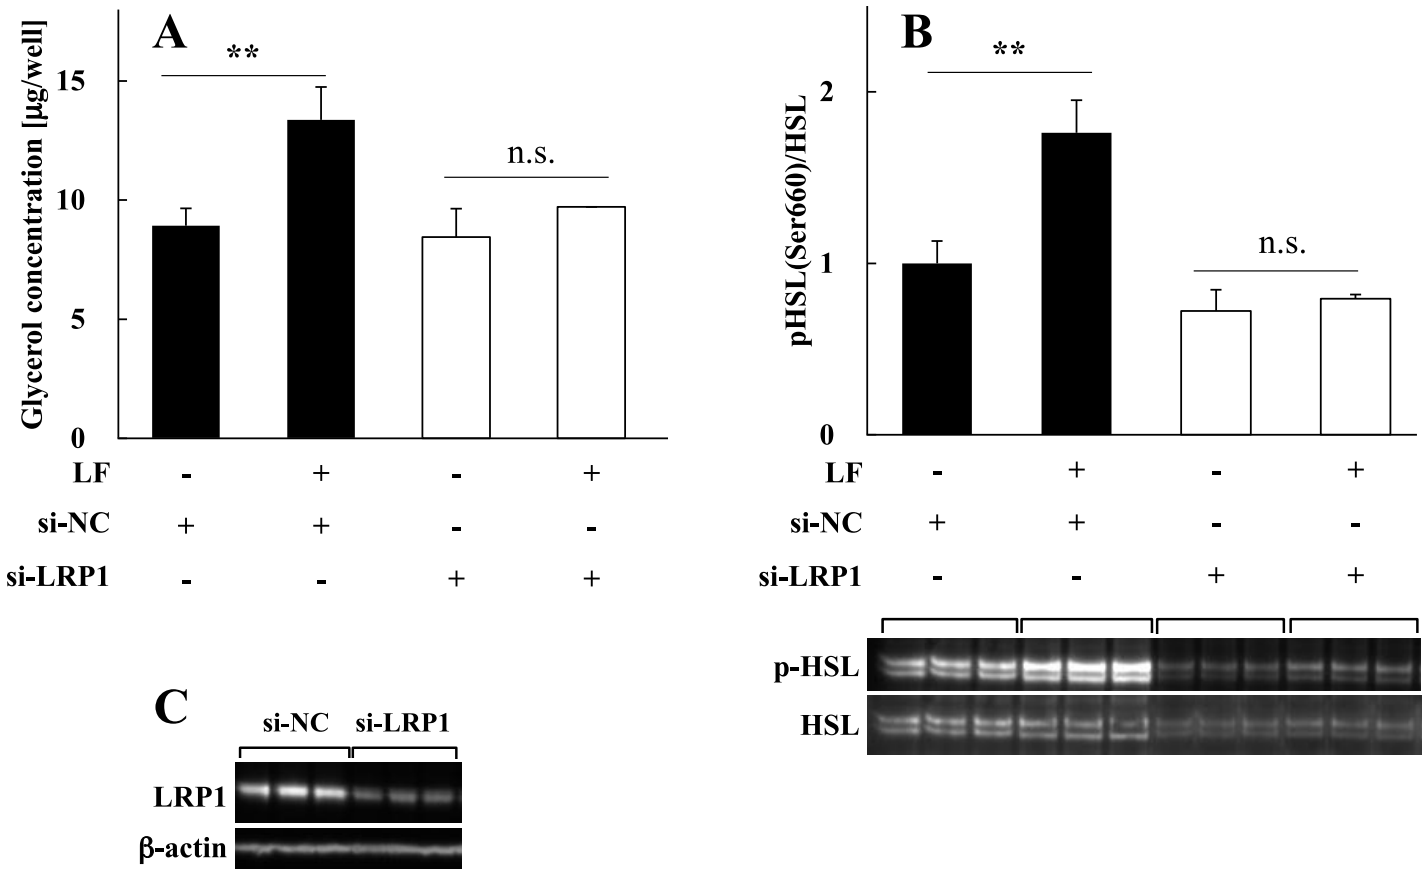 A
Glycerol concentration [µg/well]
15
10
5
0
**
n.s.
LF - + - +
si-NC + + - -
si-LRP1 - - + +
B
pHSL(Ser660)/HSL
2
1
0
**
n.s.
LF - + - +
si-NC + + - -
si-LRP1 - - + +
p-HSL
HSL
C
si-NC si-LRP1
LRP1
β-actin